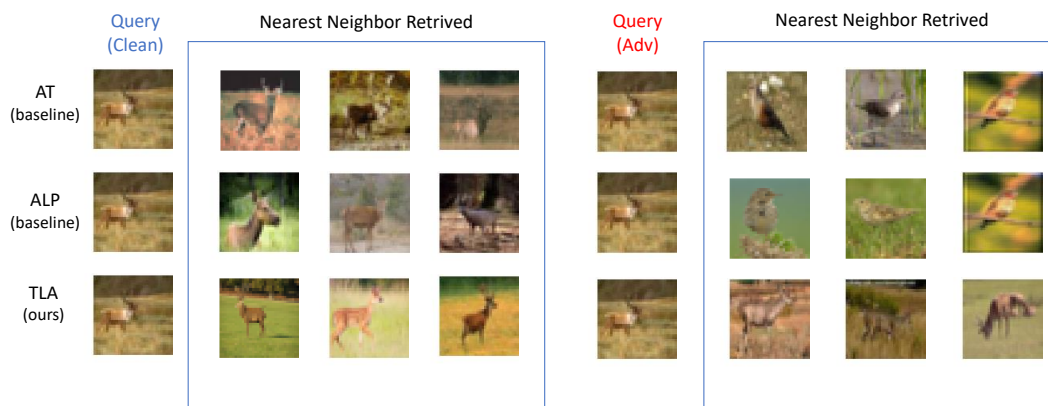 Query
(Clean)
Nearest Neighbor Retrived
Query
(Adv)
Nearest Neighbor Retrived
AT
(baseline)
ALP
(baseline)
TLA
(ours)